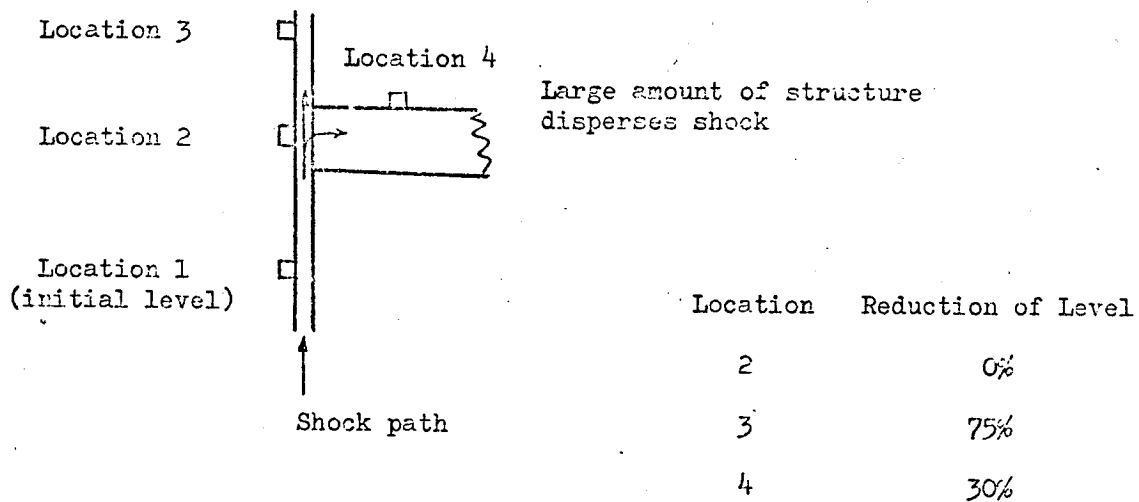 Location 3
Location 4
Large amount of structure
disperses shock
Location 2
Location 1
(initial level)
Location Reduction of Level
2 0%
Shock path
3 75%
4 30%